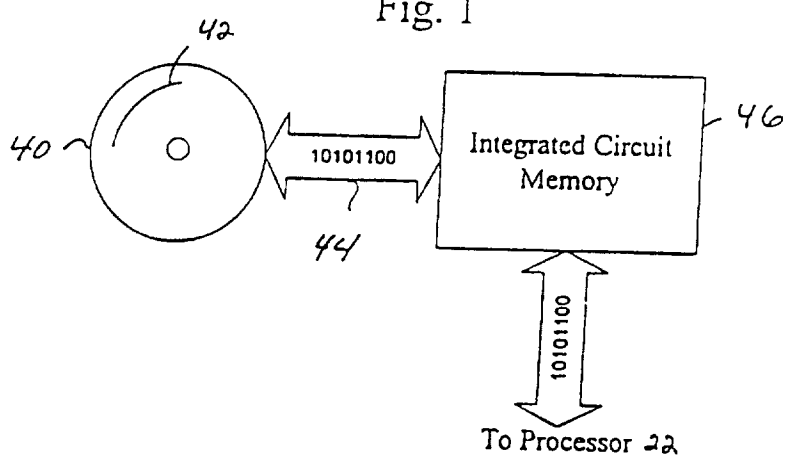 Fig. 1
42
40
10101100
44
Integrated Circuit
Memory
46
10101100
To Processor 22